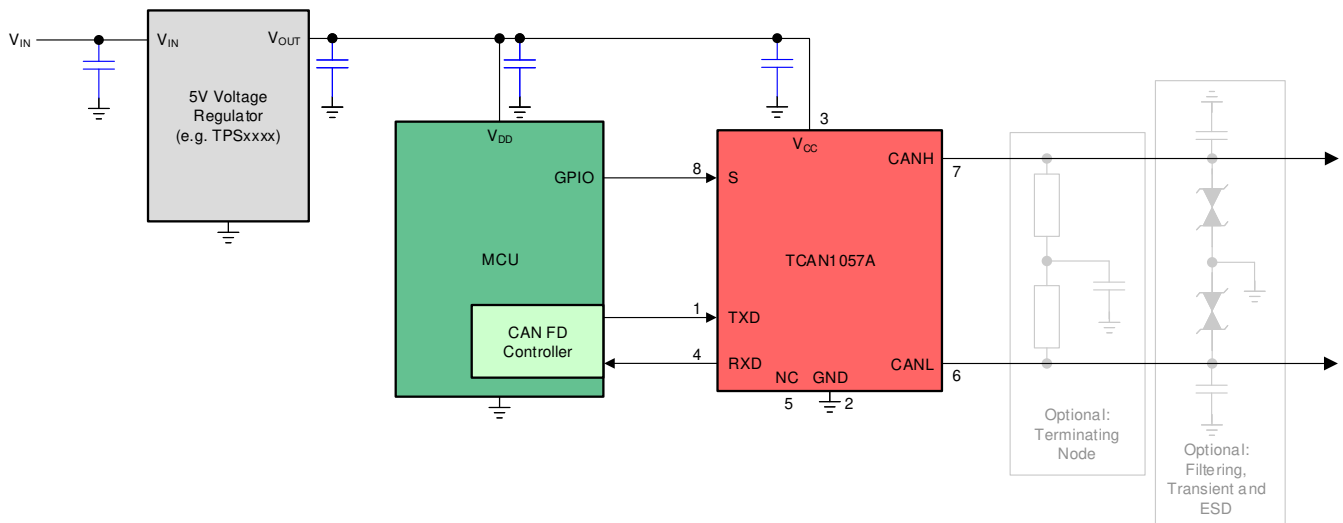 VIN
VIN
VOUT
5V Voltage
Regulator
(e.g. TPSxxxx)
VDD
GPIO
MCU
CAN FD
Controller
8
1
4
3
VCC
S
TCAN1057A
TXD
RXD
NC GND
5
2
CANH
7
CANL
6
Optional:
Terminating
Node
Optional:
Filtering,
Transient and
ESD